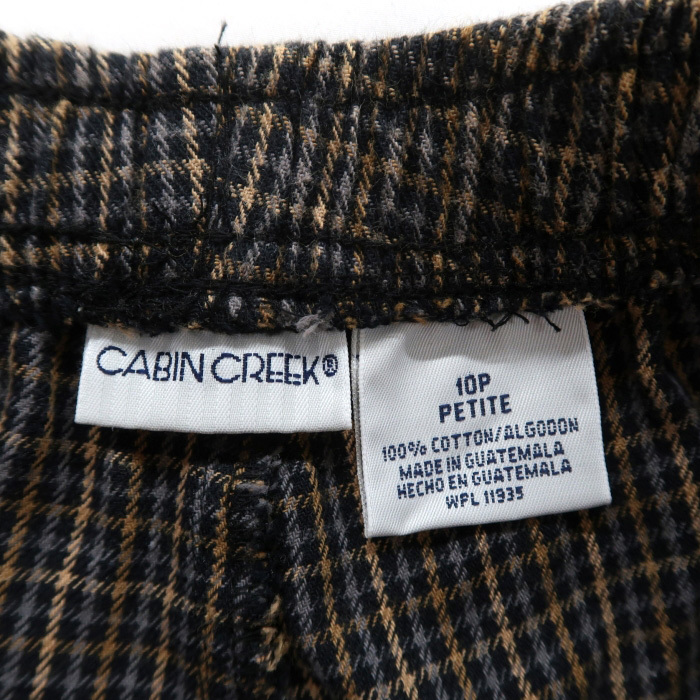 CABIN CREEK®
10P
PETITE
100% COTTON/ALGODON
MADE IN GUATEMALA
HECHO EN GUATEMALA
WPL 11935